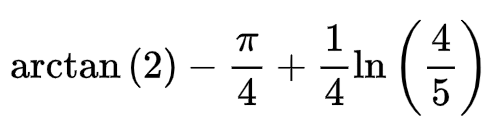 arctan (2) − π/4 + 1/4 ln (4/5)